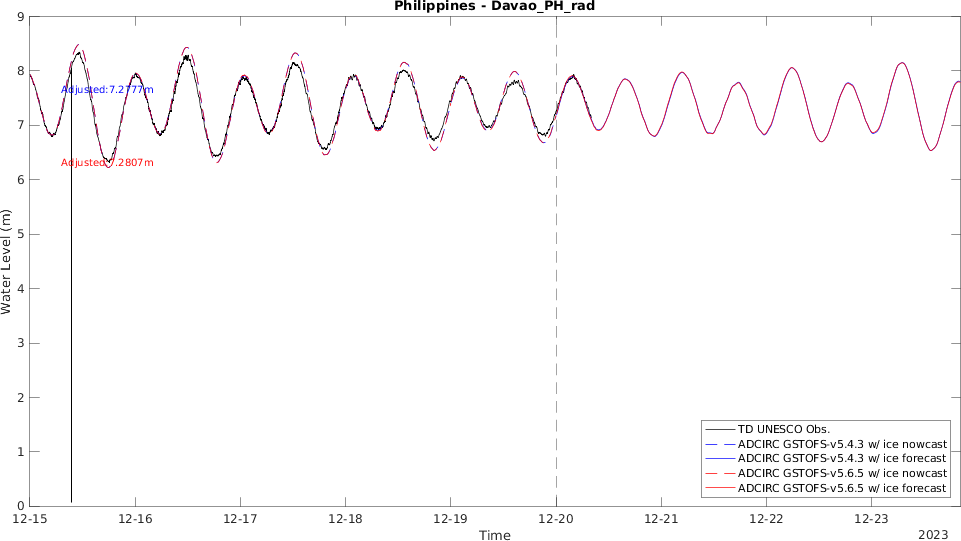 Philippines - Davao_PH_rad
9
8
7
6
5
4
3
2
1
0
Water Level (m)
Adjusted:7.2777m
Adjusted:7.2807m
TD UNESCO Obs.
ADCIRC GSTOFS-v5.4.3 w/ ice nowcast
ADCIRC GSTOFS-v5.4.3 w/ ice forecast
ADCIRC GSTOFS-v5.6.5 w/ ice nowcast
ADCIRC GSTOFS-v5.6.5 w/ ice forecast
12-15 12-16 12-17 12-18 12-19 12-20 12-21 12-22 12-23
Time
2023